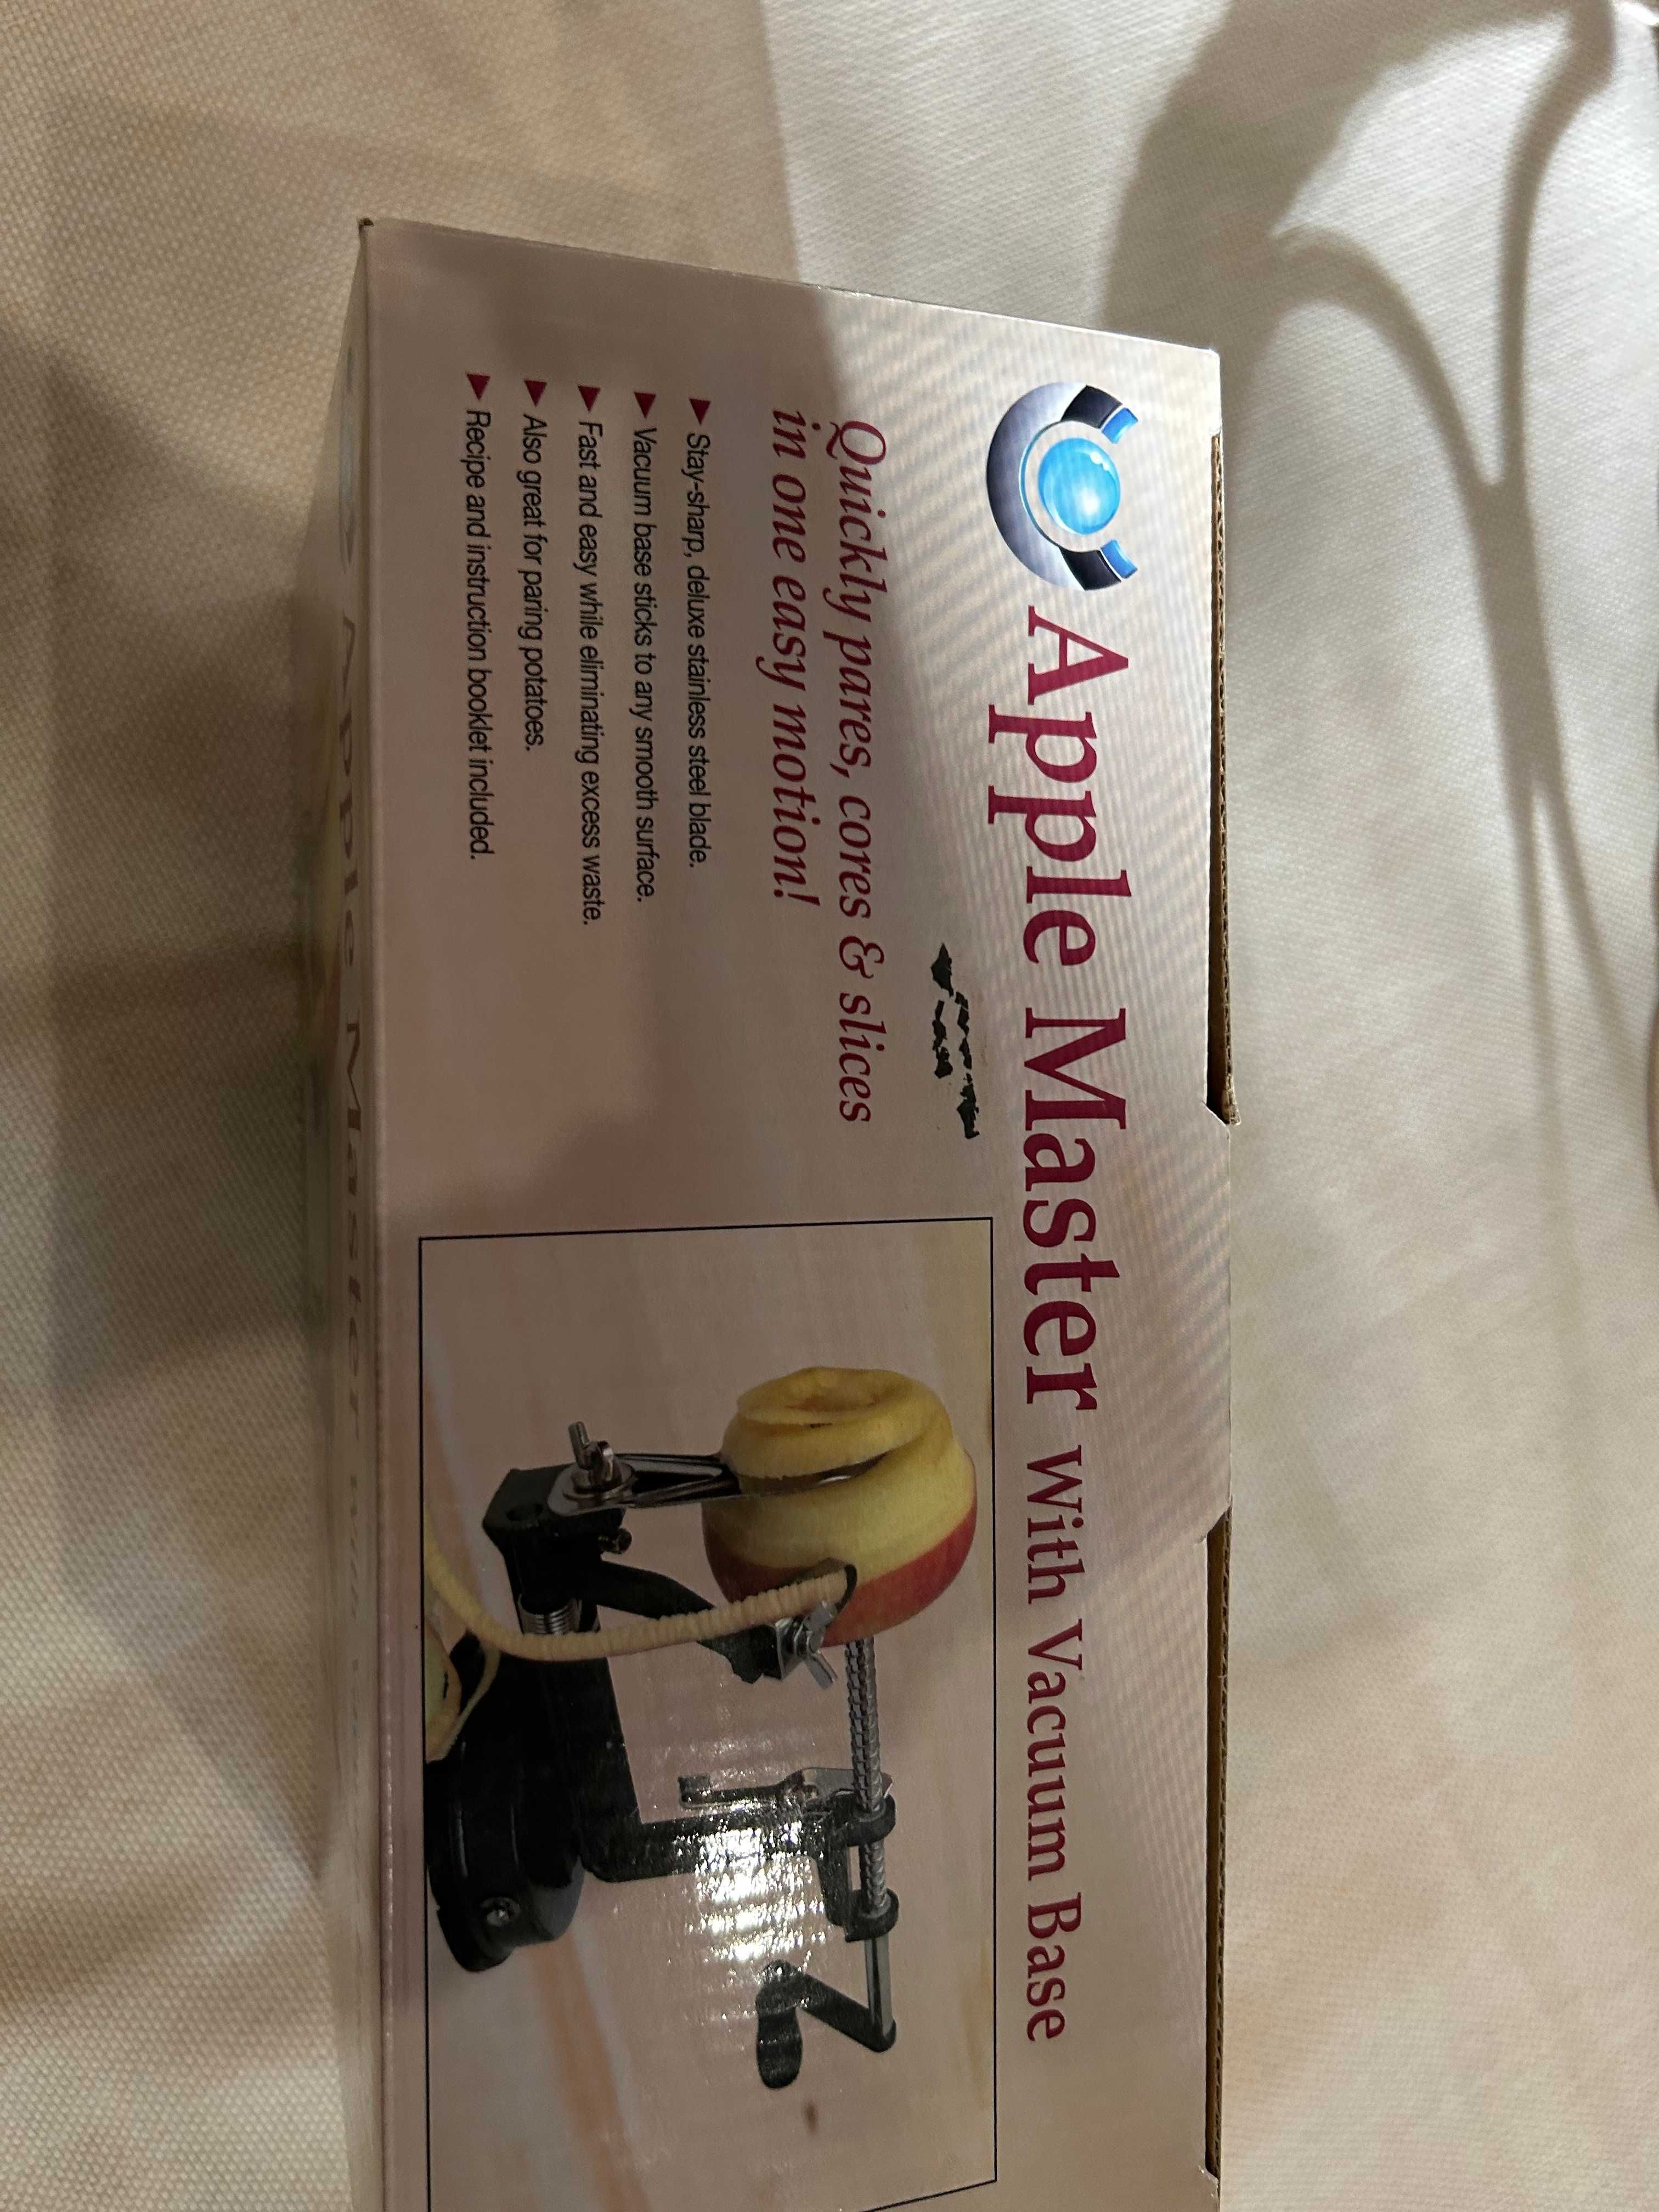 Apple Master With Vacuum Base
Quickly pares, cores & slices
in one easy motion!
▶ Stay-sharp, deluxe stainless steel blade.
▶ Vacuum base sticks to any smooth surface.
▶ Fast and easy while eliminating excess waste.
▶ Also great for paring potatoes.
▶ Recipe and instruction booklet included.
Apple Master